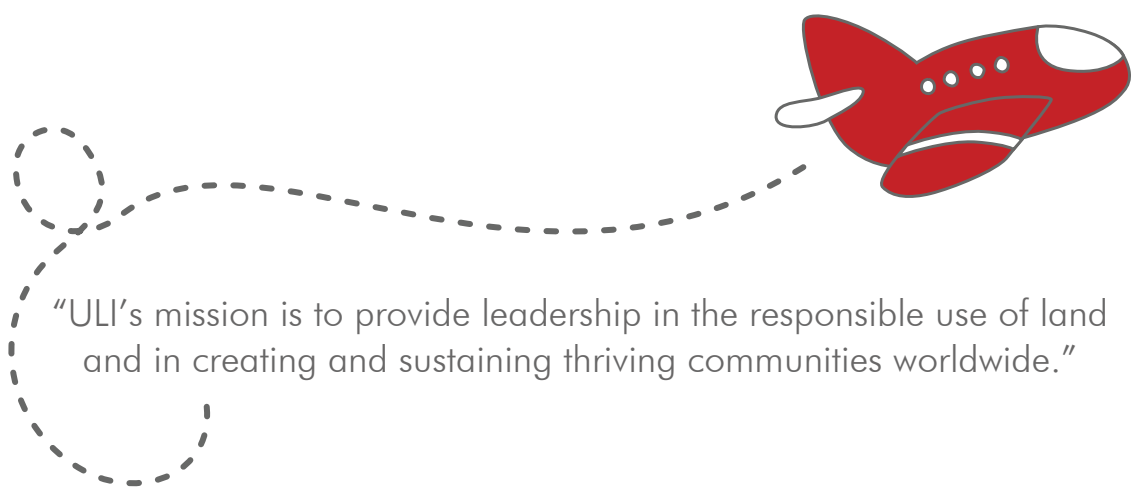 “ULI’s mission is to provide leadership in the responsible use of land
and in creating and sustaining thriving communities worldwide.”